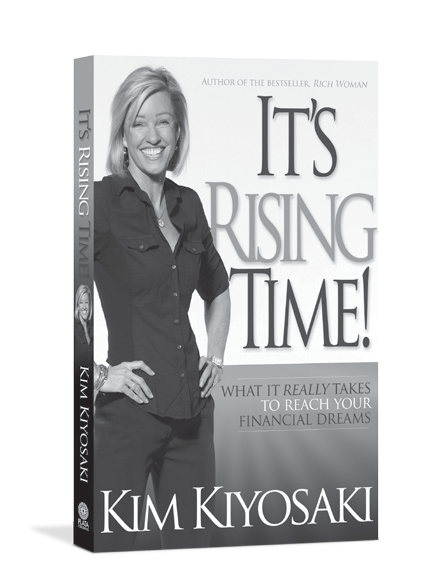 AUTHOR OF THE BESTSELLER, RICH WOMAN
IT'S
RISING
TIME!
WHAT IT REALLY TAKES
TO REACH YOUR
FINANCIAL DREAMS
KIM KIYOSAKI
IT'S RISING TIME
KIM KIYOSAKI
PLATA